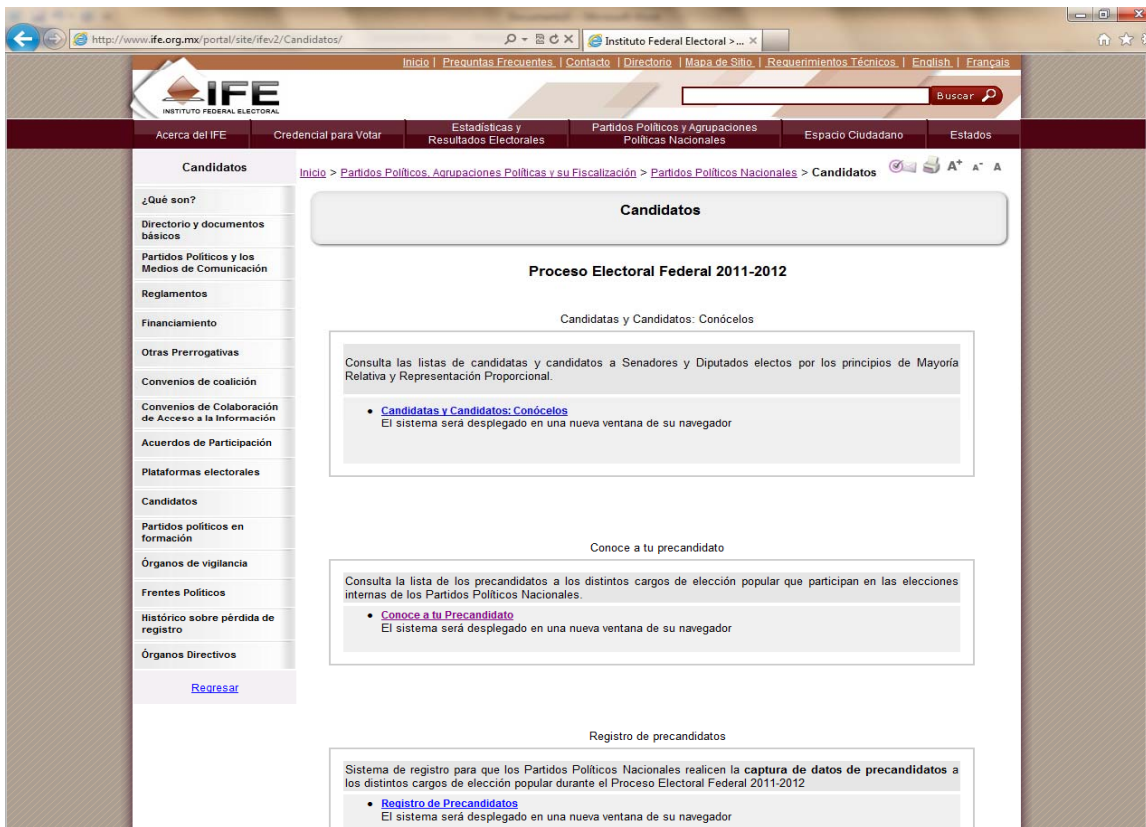 http://www.ife.org.mx/portal/site/ifev2/Candidatos/
Instituto Federal Electoral >...
Inicio | Preguntas Frecuentes | Contacto | Directorio | Mapa de Sitio | Requerimientos Técnicos | English | Français
IFE
INSTITUTO FEDERAL ELECTORAL
Buscar
Acerca del IFE
Credencial para Votar
Estadísticas y
Resultados Electorales
Partidos Políticos y Agrupaciones
Políticas Nacionales
Espacio Ciudadano
Estados
Candidatos
¿Qué son?
Directorio y documentos
básicos
Partidos Políticos y los
Medios de Comunicación
Reglamentos
Financiamiento
Otras Prerrogativas
Convenios de coalición
Convenios de Colaboración
de Acceso a la Información
Acuerdos de Participación
Plataformas electorales
Candidatos
Partidos políticos en
formación
Órganos de vigilancia
Frentes Políticos
Histórico sobre pérdida de
registro
Órganos Directivos
Regresar
Inicio > Partidos Políticos, Agrupaciones Políticas y su Fiscalización > Partidos Políticos Nacionales > Candidatos
A+ A- A
Candidatos
Proceso Electoral Federal 2011-2012
Candidatas y Candidatos: Conócelos
Consulta las listas de candidatas y candidatos a Senadores y Diputados electos por los principios de Mayoría
Relativa y Representación Proporcional.
• Candidatas y Candidatos: Conócelos
El sistema será desplegado en una nueva ventana de su navegador
Conoce a tu precandidato
Consulta la lista de los precandidatos a los distintos cargos de elección popular que participan en las elecciones
internas de los Partidos Políticos Nacionales.
• Conoce a tu Precandidato
El sistema será desplegado en una nueva ventana de su navegador
Registro de precandidatos
Sistema de registro para que los Partidos Políticos Nacionales realicen la captura de datos de precandidatos a
los distintos cargos de elección popular durante el Proceso Electoral Federal 2011-2012
• Registro de Precandidatos
El sistema será desplegado en una nueva ventana de su navegador